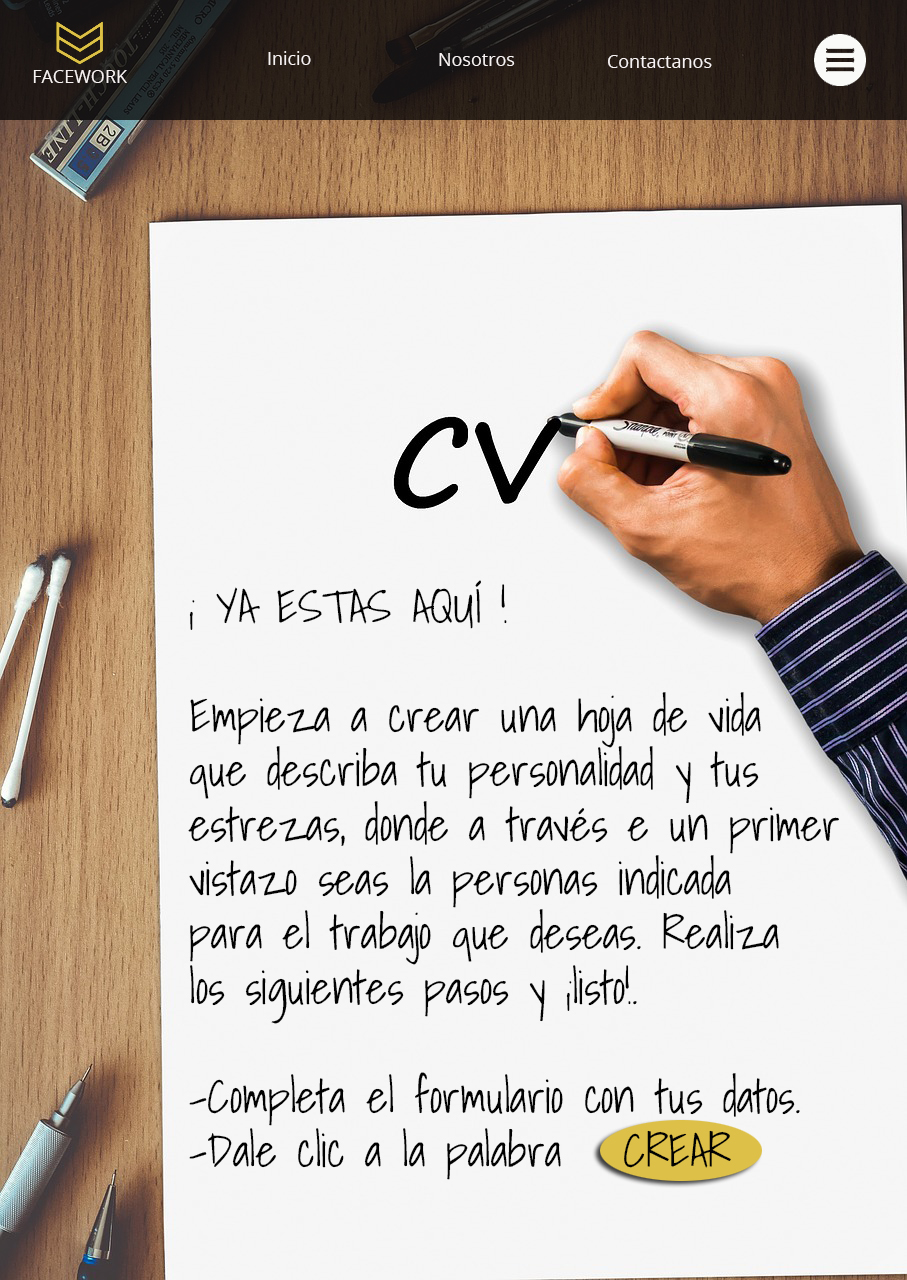 FACEWORK
Inicio
Nosotros
Contactanos
TOUCH LINE
2B
CV
¡ YA ESTAS AQUÍ !
Empieza a crear una hoja de vida
que describa tu personalidad y tus
estrezas, donde a través e un primer
vistazo seas la personas indicada
para el trabajo que deseas. Realiza
los siguientes pasos y ¡listo!.
-Completa el formulario con tus datos.
-Dale clic a la palabra CREAR